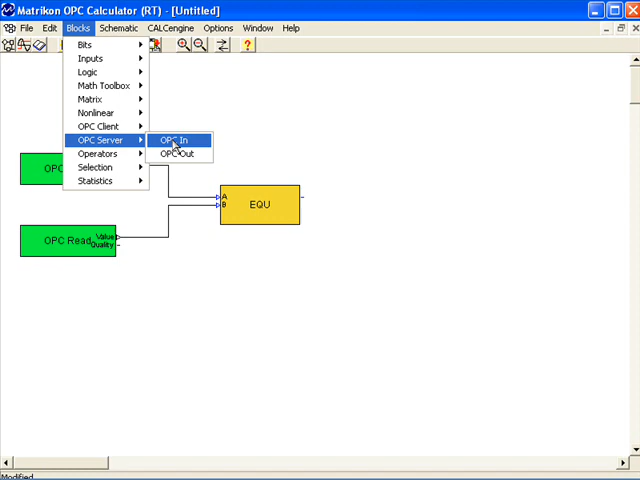 Matrikon OPC Calculator (RT) - [Untitled]
File Edit Blocks Schematic CALCengine Options Window Help
Bits
Inputs
Logic
Math Toolbox
Matrix
Nonlinear
OPC Client
OPC Server
OPC In
Operators
OPC Out
Selection
Statistics
OPC
A
B
EQU
OPC Read
Value
Quality
Modified